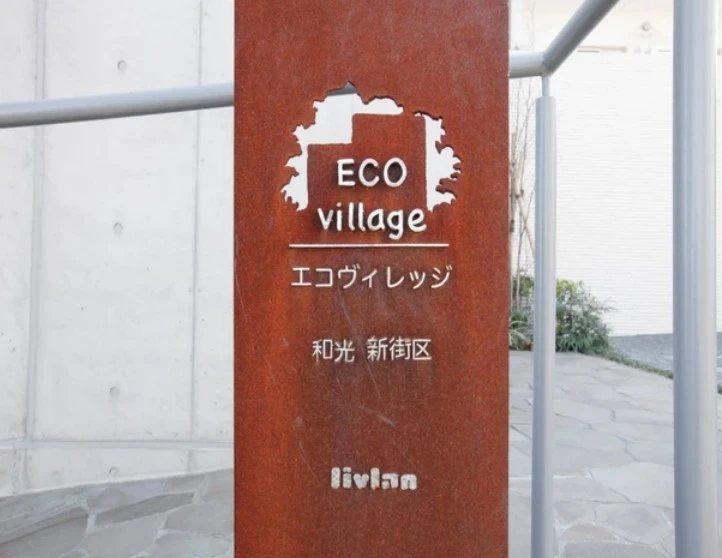 ECO
village
エコヴィレッジ
和光 新街区
livlan